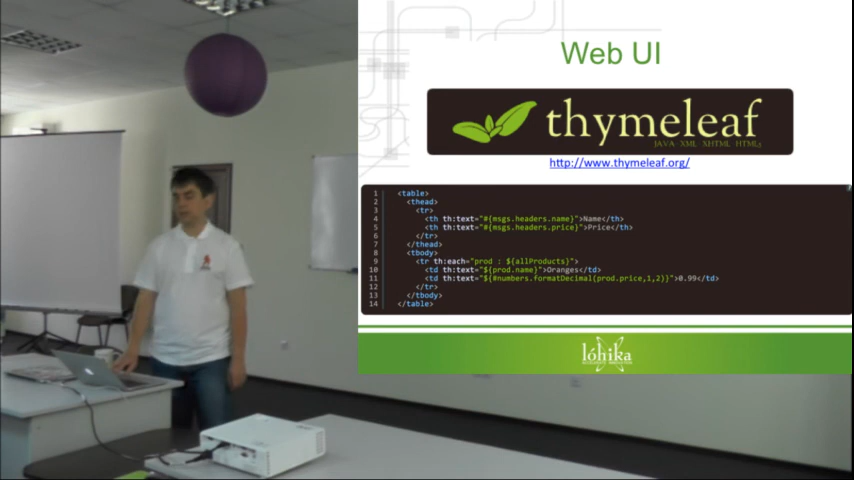 Web UI
thymeleaf
JAVA XML XHTML HTML5
http://www.thymeleaf.org/
1 <table>
2 <thead>
3 <tr>
4 <th th:text="#{msgs.headers.name}">Name</th>
5 <th th:text="#{msgs.headers.price}">Price</th>
6 </tr>
7 </thead>
8 <tbody>
9 <tr th:each="prod : ${allProducts}">
10 <td th:text="${prod.name}">Oranges</td>
11 <td th:text="${#numbers.formatDecimal(prod.price,1,2)}">0.99</td>
12 </tr>
13 </tbody>
14 </table>
lóhika